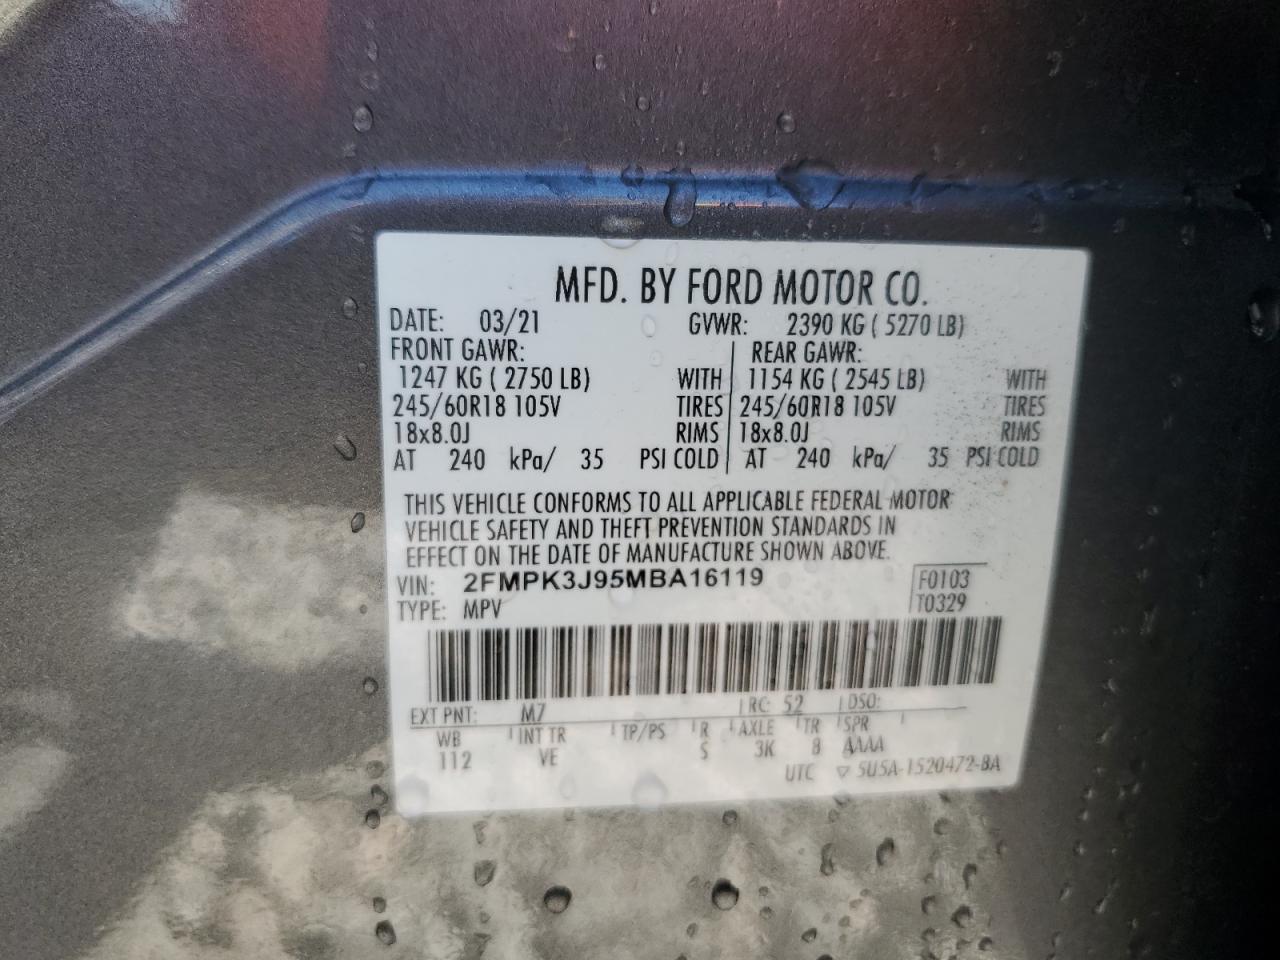 MFD. BY FORD MOTOR CO.
DATE: 03/21 GVWR: 2390 KG ( 5270 LB)
FRONT GAWR: REAR GAWR:
1247 KG ( 2750 LB) WITH 1154 KG ( 2545 LB) WITH
245/60R18 105V TIRES 245/60R18 105V TIRES
18x8.0J RIMS 18x8.0J RIMS
AT 240 kPa/ 35 PSI COLD AT 240 kPa/ 35 PSI COLD
THIS VEHICLE CONFORMS TO ALL APPLICABLE FEDERAL MOTOR
VEHICLE SAFETY AND THEFT PREVENTION STANDARDS IN
EFFECT ON THE DATE OF MANUFACTURE SHOWN ABOVE.
VIN: 2FMPK3J95MBA16119 F0103
TYPE: MPV T0329
EXT PNT: M7 RC: 52 DSO:
WB INT TR TP/PS R AXLE TR SPR
112 VE S 3K 8 AAAA
UTC ▽ 5U5A-1520472-BA